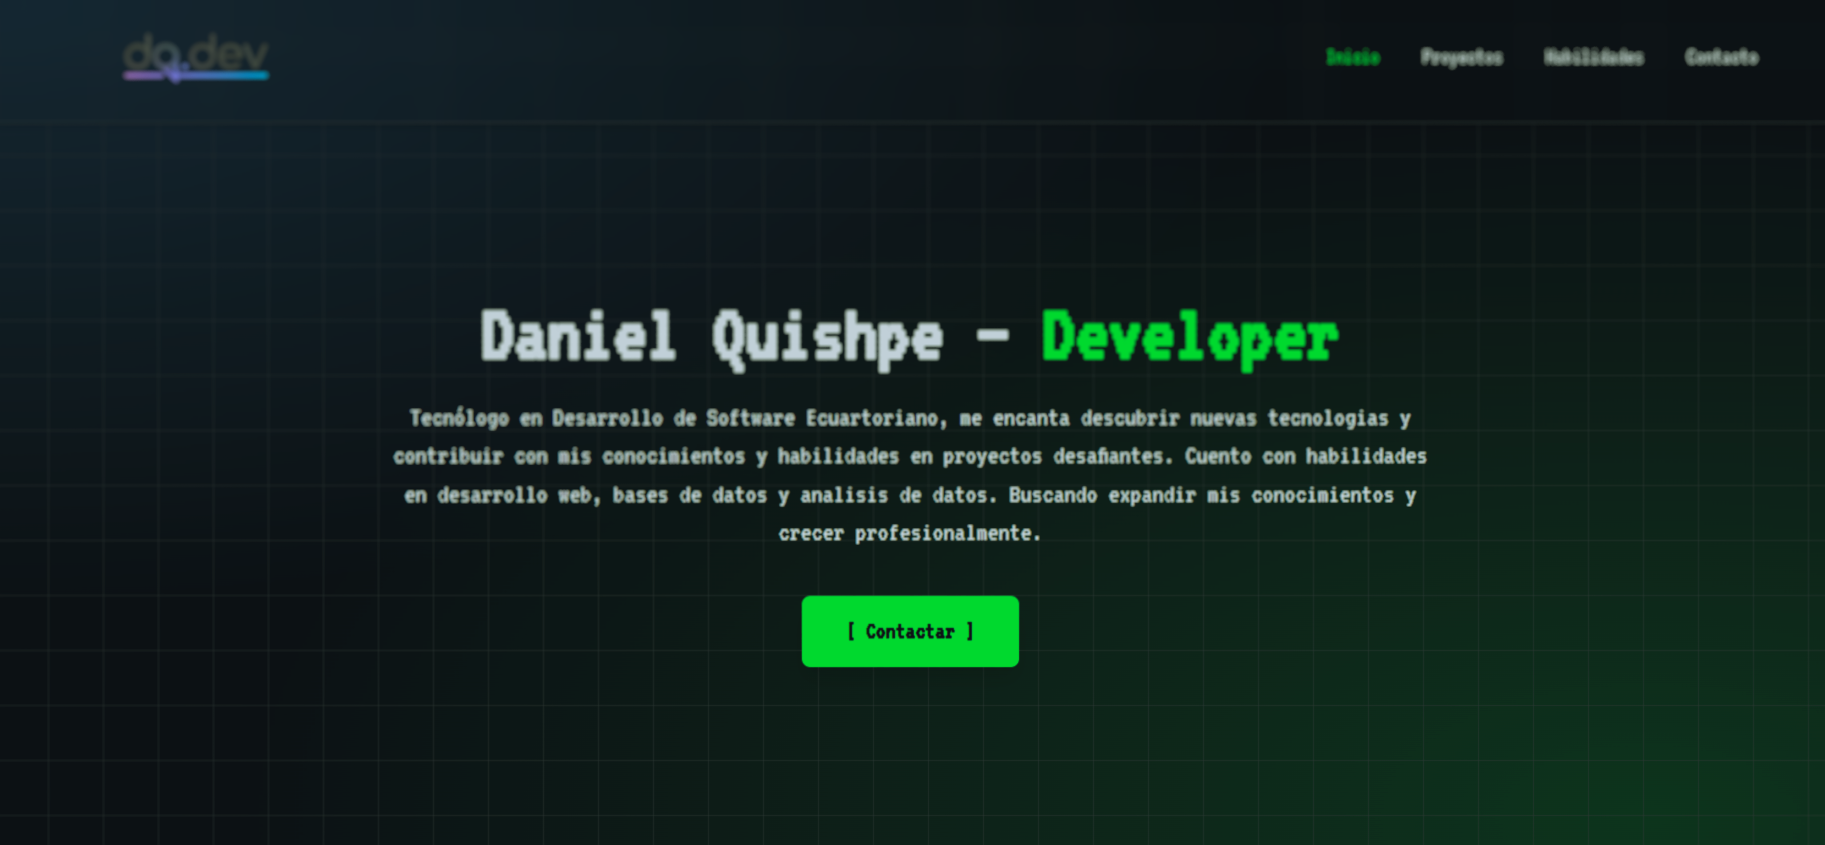 dq.dev
Inicio Proyectos Habilidades Contacto
Daniel Quishpe - Developer
Tecnólogo en Desarrollo de Software Ecuartoriano, me encanta descubrir nuevas tecnologias y
contribuir con mis conocimientos y habilidades en proyectos desafiantes. Cuento con habilidades
en desarrollo web, bases de datos y analisis de datos. Buscando expandir mis conocimientos y
crecer profesionalmente.
[ Contactar ]